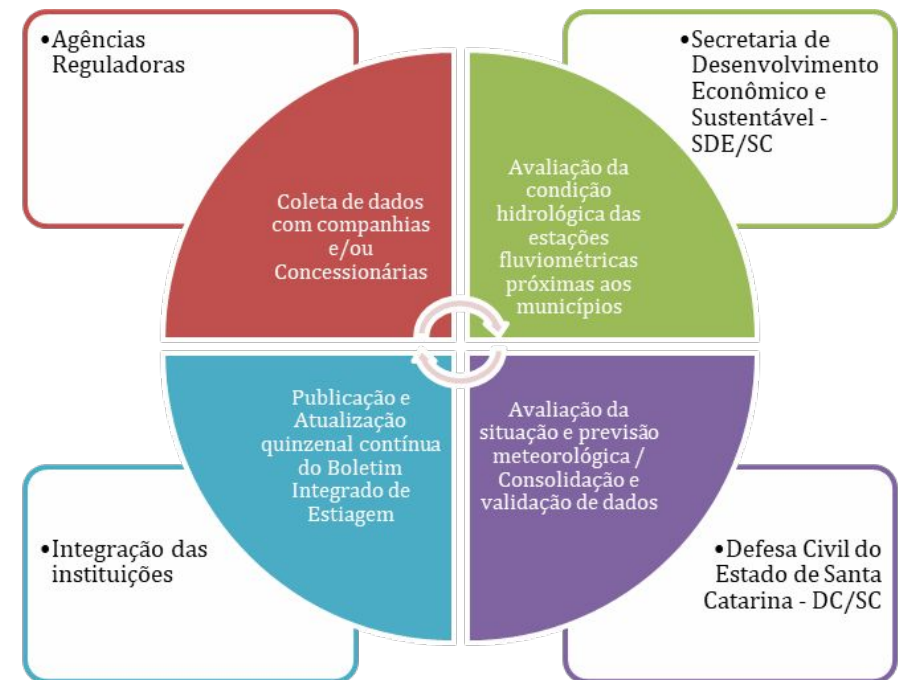 •Agências
Reguladoras
•Secretaria de
Desenvolvimento
Econômico e
Sustentável -
SDE/SC
Coleta de dados
com companhias
e/ou
Concessionárias
Avaliação da
condição
hidrológica das
estações
fluviométricas
próximas aos
municípios
Publicação e
Atualização
quinzenal contínua
do Boletim
Integrado de
Estiagem
Avaliação da
situação e previsão
meteorológica /
Consolidação e
validação de dados
•Integração das
instituições
•Defesa Civil do
Estado de Santa
Catarina - DC/SC